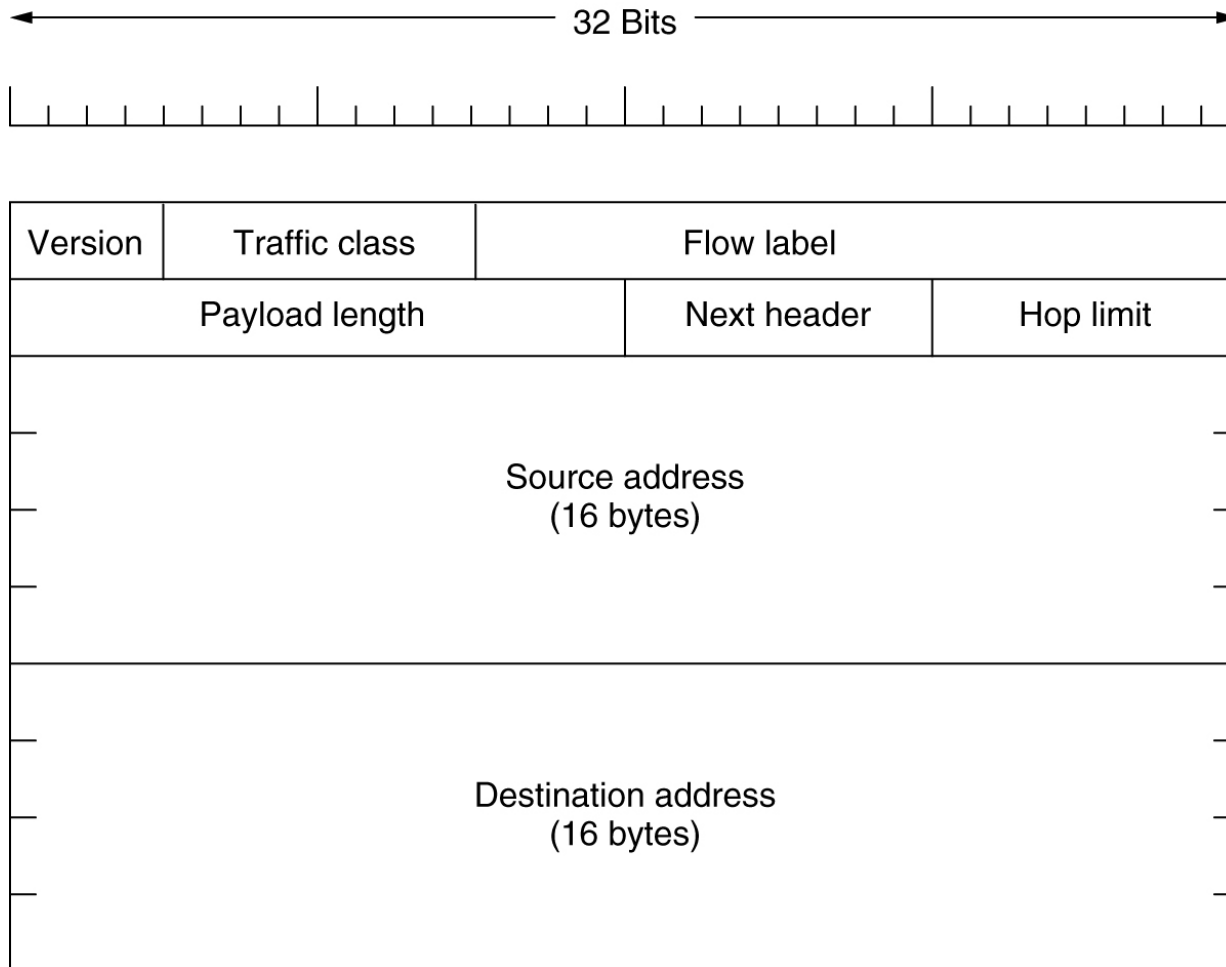 32 Bits
Version Traffic class Flow label
Payload length Next header Hop limit
Source address
(16 bytes)
Destination address
(16 bytes)